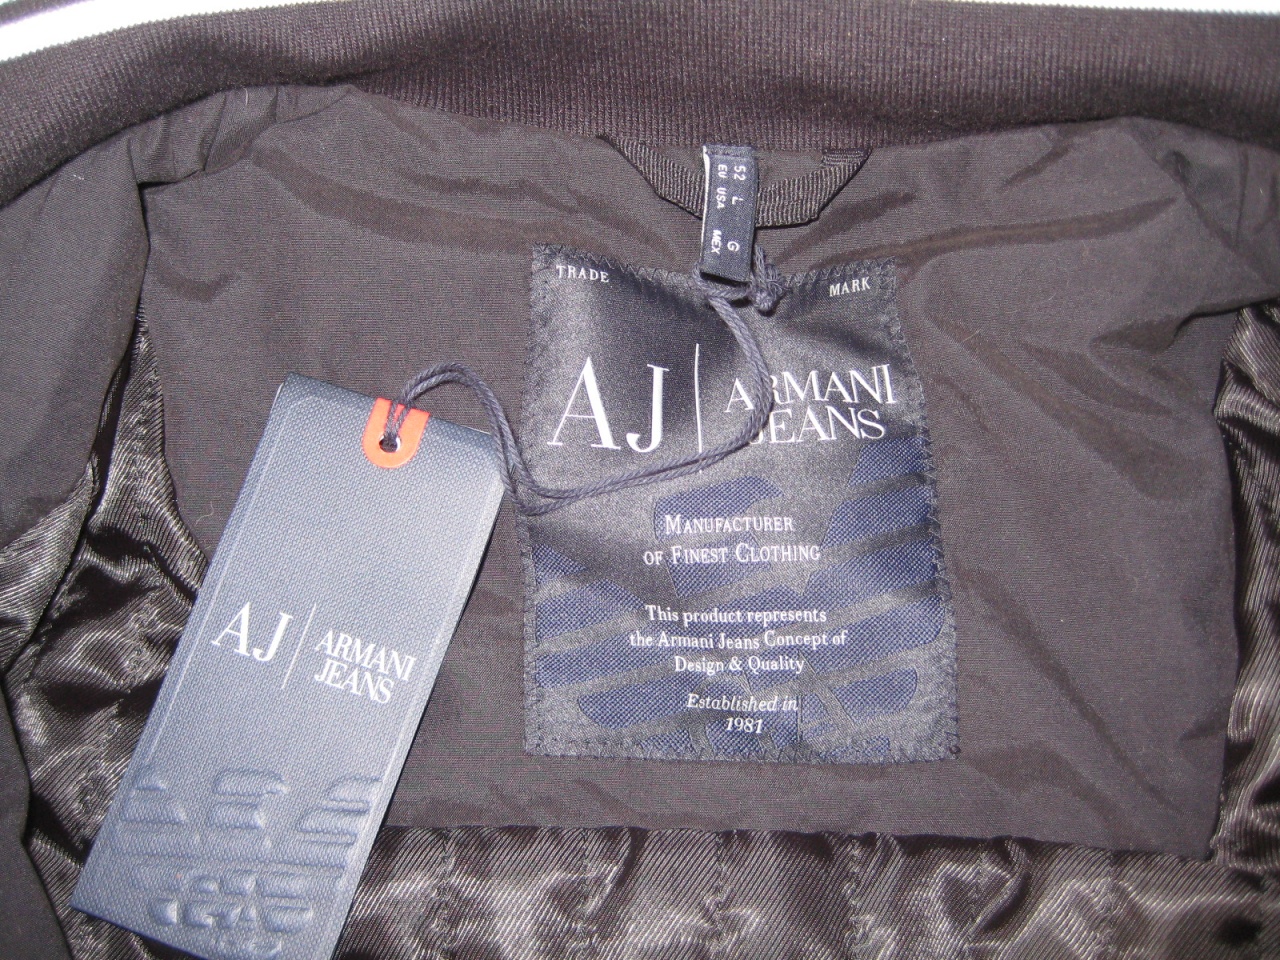 52 L G
EU USA MEX
TRADE MARK
AJ ARMANI
JEANS
MANUFACTURER
OF FINEST CLOTHING
This product represents
the Armani Jeans Concept of
Design & Quality
Established in
1981
AJ ARMANI
JEANS